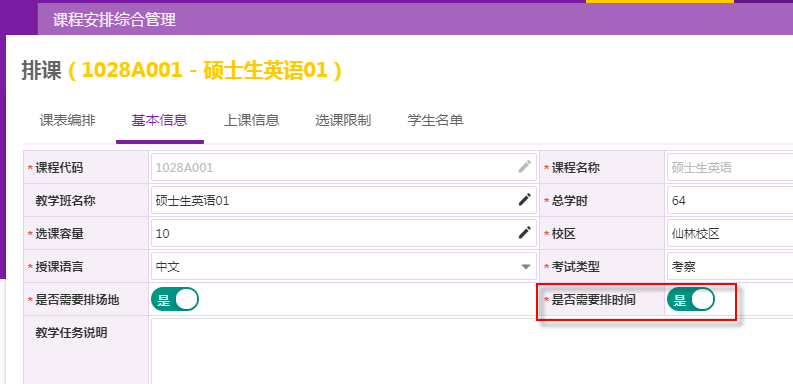 课程安排综合管理
排课（1028A001 - 硕士生英语01）
课表编排 基本信息 上课信息 选课限制 学生名单
*课程代码 1028A001 *课程名称 硕士生英语
教学班名称 硕士生英语01 *总学时 64
*选课容量 10 *校区 仙林校区
*授课语言 中文 *考试类型 考察
*是否需要排场地 是 *是否需要排时间 是
教学任务说明